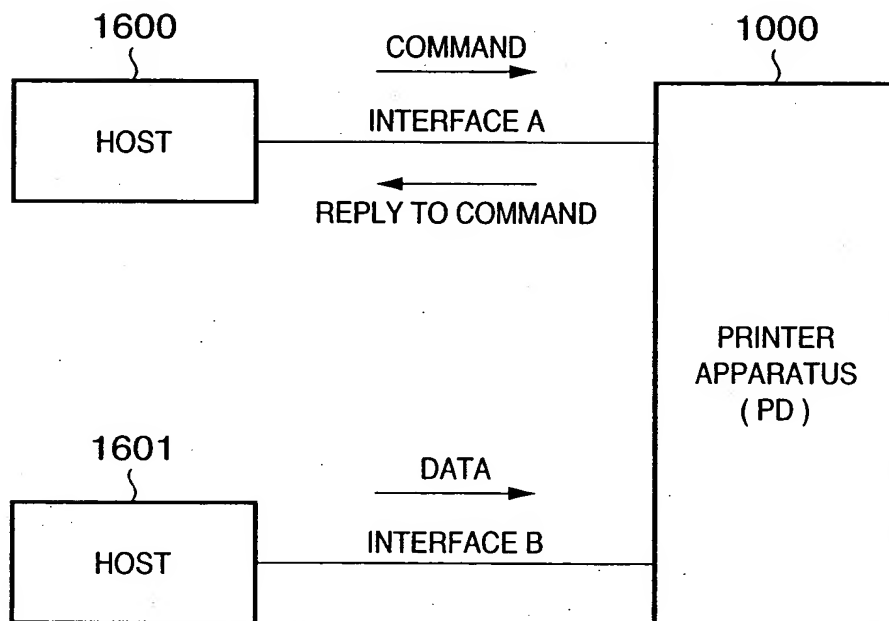 1600
COMMAND
1000
HOST
INTERFACE A
REPLY TO COMMAND
PRINTER
APPARATUS
( PD )
1601
DATA
HOST
INTERFACE B